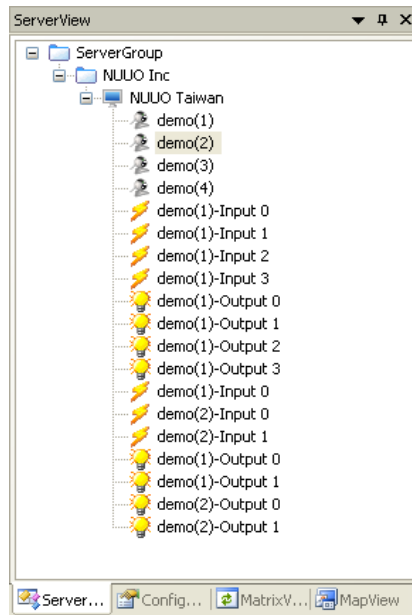 ServerView
ServerGroup
NUUO Inc
NUUO Taiwan
demo(1)
demo(2)
demo(3)
demo(4)
demo(1)-Input 0
demo(1)-Input 1
demo(1)-Input 2
demo(1)-Input 3
demo(1)-Output 0
demo(1)-Output 1
demo(1)-Output 2
demo(1)-Output 3
demo(1)-Input 0
demo(2)-Input 0
demo(2)-Input 1
demo(1)-Output 0
demo(1)-Output 1
demo(2)-Output 0
demo(2)-Output 1
Server... Config... MatrixV... MapView